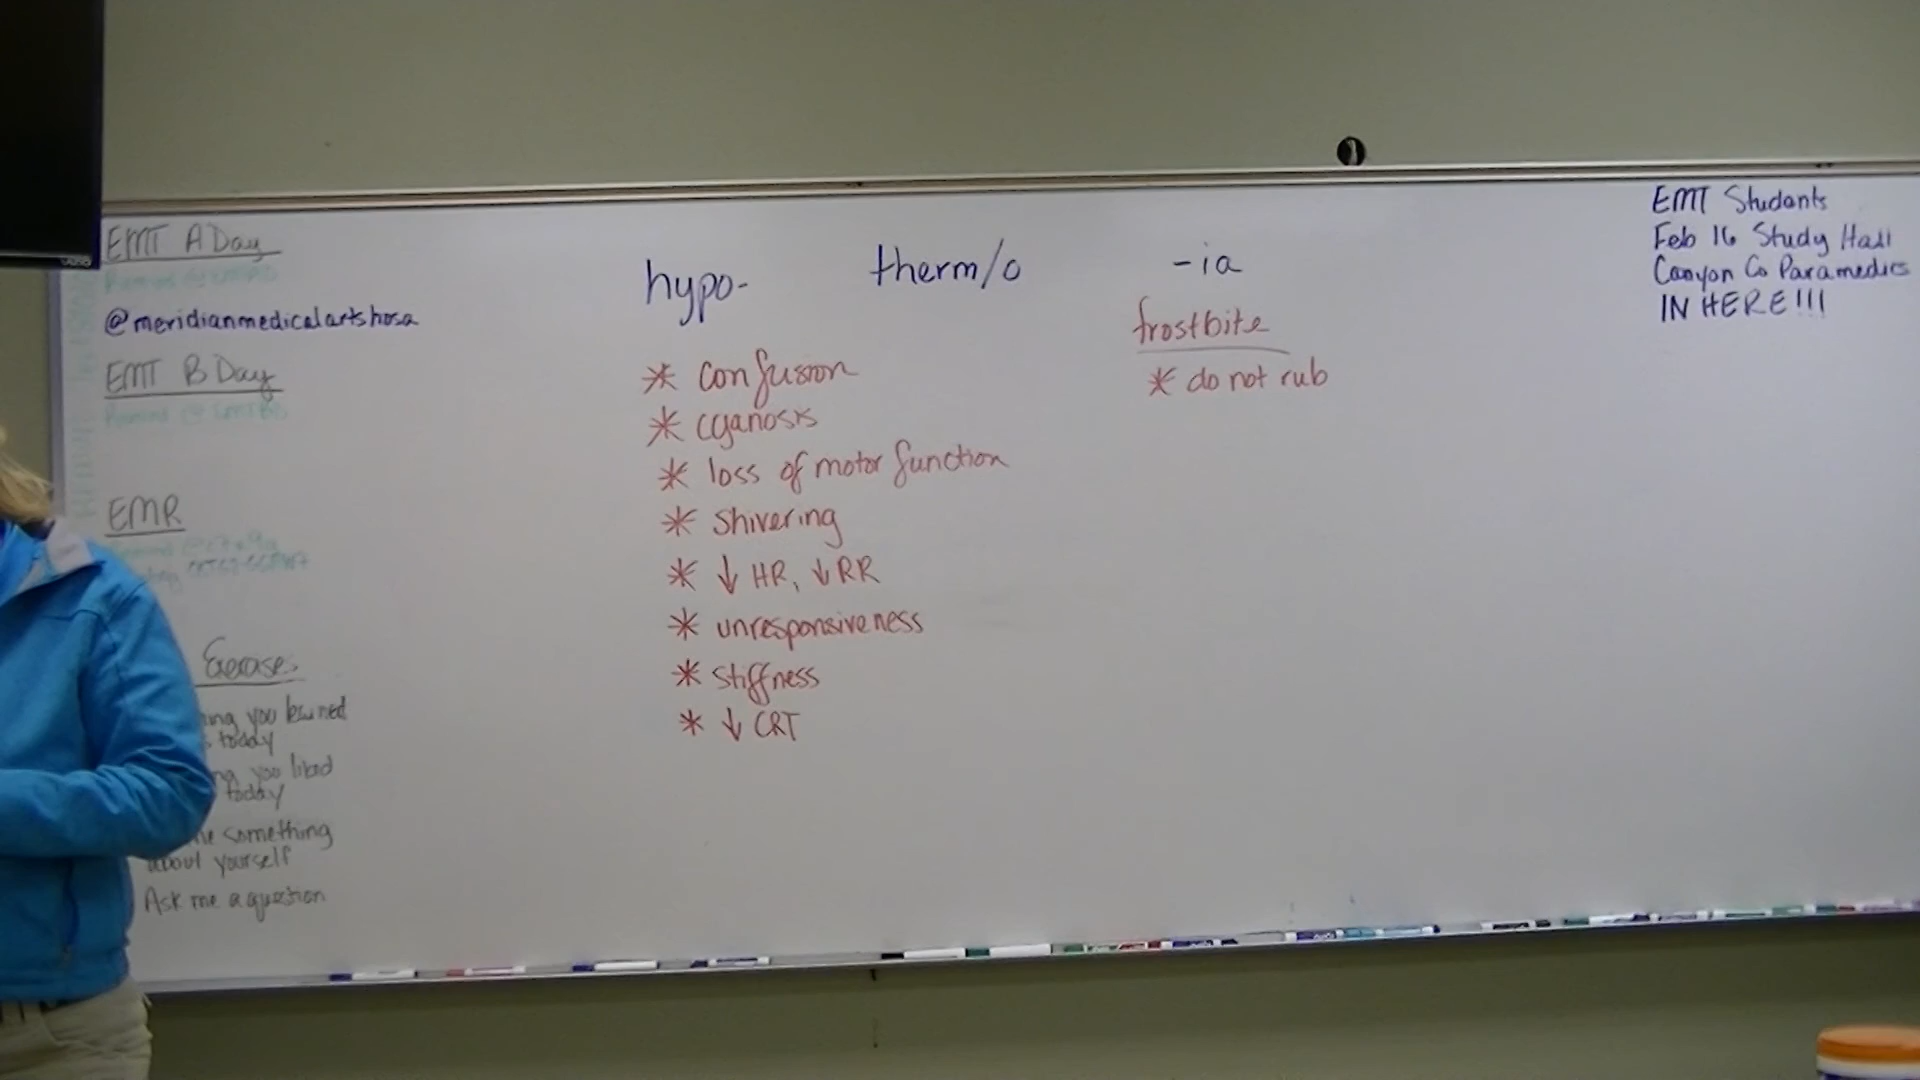 EMT A Day
@meridianmedicalartshosa
EMT B Day
EMR
Exercise:
you learned
today
you liked
today
something
about yourself
Ask me a question
hypo- therm/o -ia
* confusion
* cyanosis
* loss of motor function
* shivering
* ↓ HR, ↓ RR
* unresponsiveness
* stiffness
* ↓ CRT
frostbite
* do not rub
EMT Students
Feb 16 Study Hall
Canyon Co Paramedics
IN HERE!!!